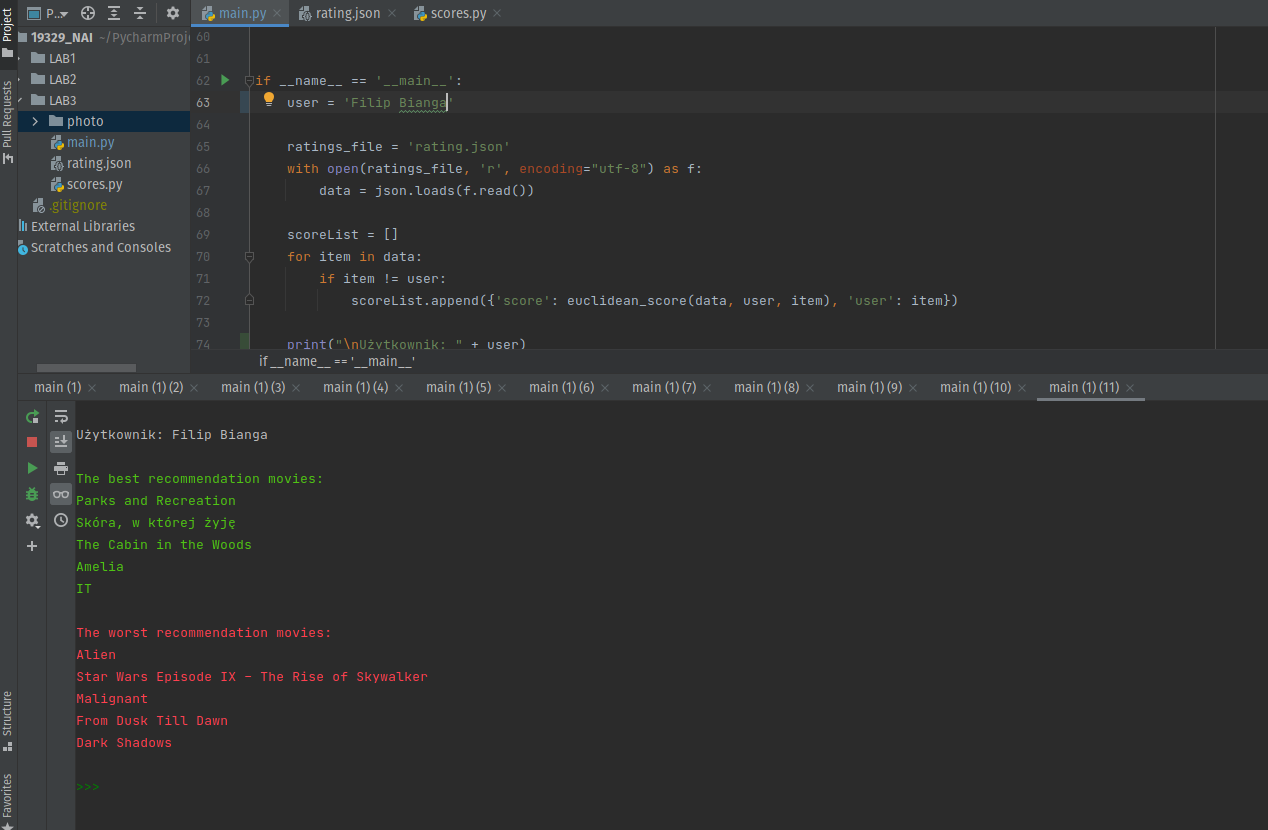 Project
Pull Requests
Structure
Favorites
P...
main.py
rating.json
scores.py
19329_NAI ~/PycharmProj
LAB1
LAB2
LAB3
photo
main.py
rating.json
scores.py
.gitignore
External Libraries
Scratches and Consoles
60
61
62 if __name__ == '__main__':
63 user = 'Filip Bianga'
64
65 ratings_file = 'rating.json'
66 with open(ratings_file, 'r', encoding="utf-8") as f:
67 data = json.loads(f.read())
68
69 scoreList = []
70 for item in data:
71 if item != user:
72 scoreList.append({'score': euclidean_score(data, user, item), 'user': item})
73
74 print("\nUżytkownik: " + user)
if __name__ == '__main__'
main (1)
main (1) (2)
main (1) (3)
main (1) (4)
main (1) (5)
main (1) (6)
main (1) (7)
main (1) (8)
main (1) (9)
main (1) (10)
main (1) (11)
Użytkownik: Filip Bianga
The best recommendation movies:
Parks and Recreation
Skóra, w której żyję
The Cabin in the Woods
Amelia
IT
The worst recommendation movies:
Alien
Star Wars Episode IX – The Rise of Skywalker
Malignant
From Dusk Till Dawn
Dark Shadows
>>>